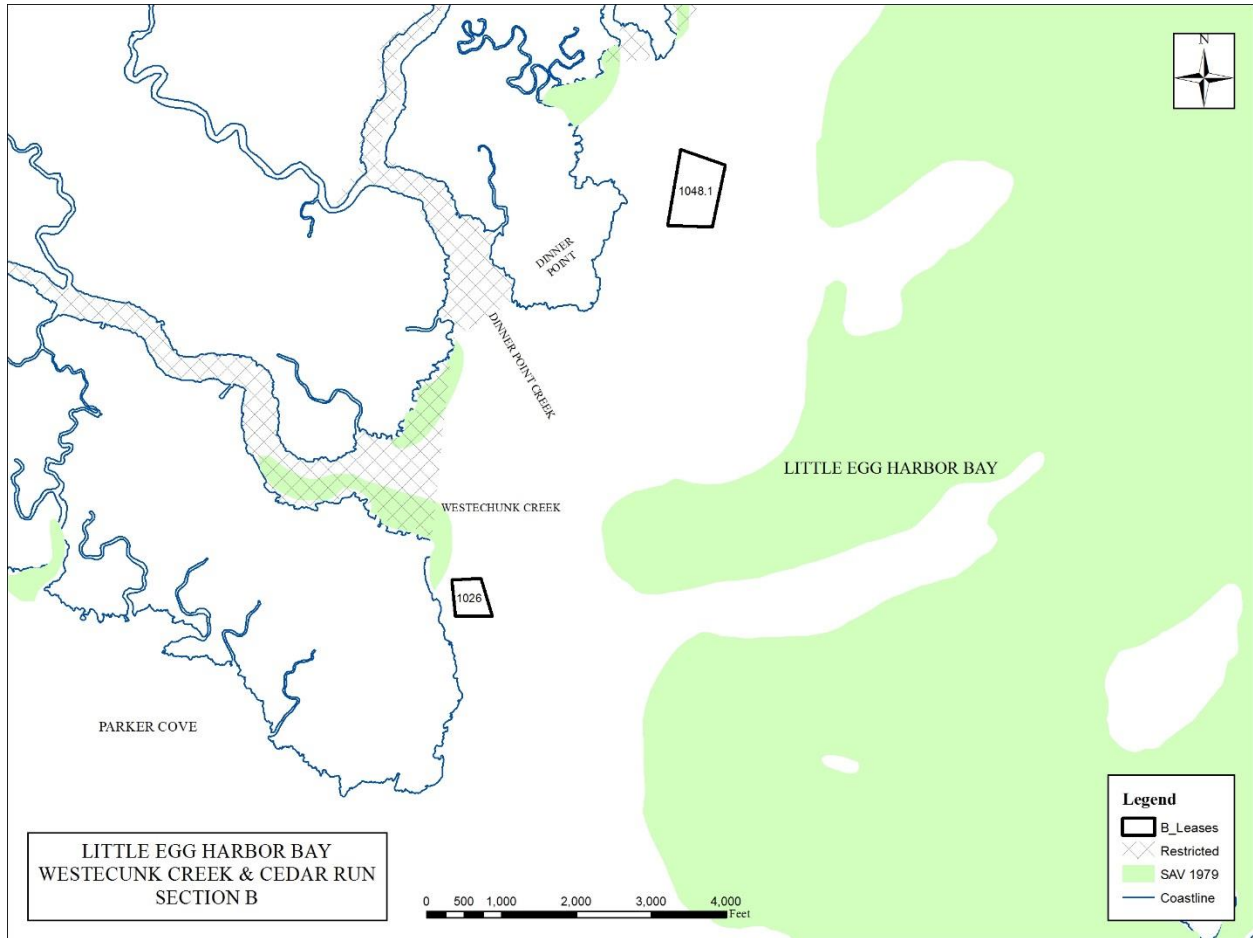 N
1048.1
DINNER
POINT
DINNER POINT CREEK
LITTLE EGG HARBOR BAY
WESTECHUNK CREEK
1026
PARKER COVE
LITTLE EGG HARBOR BAY
WESTECUNK CREEK & CEDAR RUN
SECTION B
0 500 1,000 2,000 3,000 4,000
Feet
Legend
B_Leases
Restricted
SAV 1979
Coastline